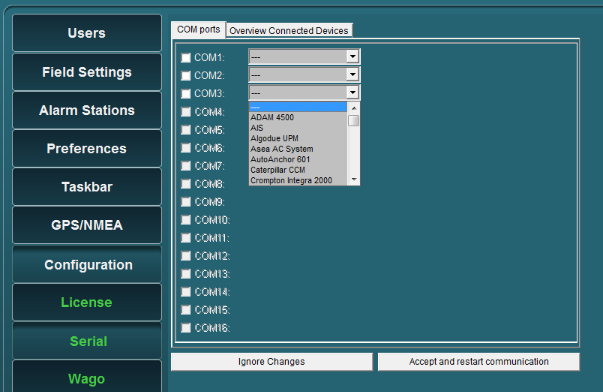 Users
Field Settings
Alarm Stations
Preferences
Taskbar
GPS/NMEA
Configuration
License
Serial
Wago
COM ports
Overview Connected Devices
COM1: ---
COM2: ---
COM3: ---
---
COM4:
ADAM 4500
AIS
COM5:
Algodue UPM
COM6:
Asea AC System
AutoAnchor 601
COM7:
Caterpillar CCM
COM8:
Crompton Integra 2000
COM9:
COM10:
COM11:
COM12:
COM13:
COM14:
COM15:
COM16:
Ignore Changes
Accept and restart communication